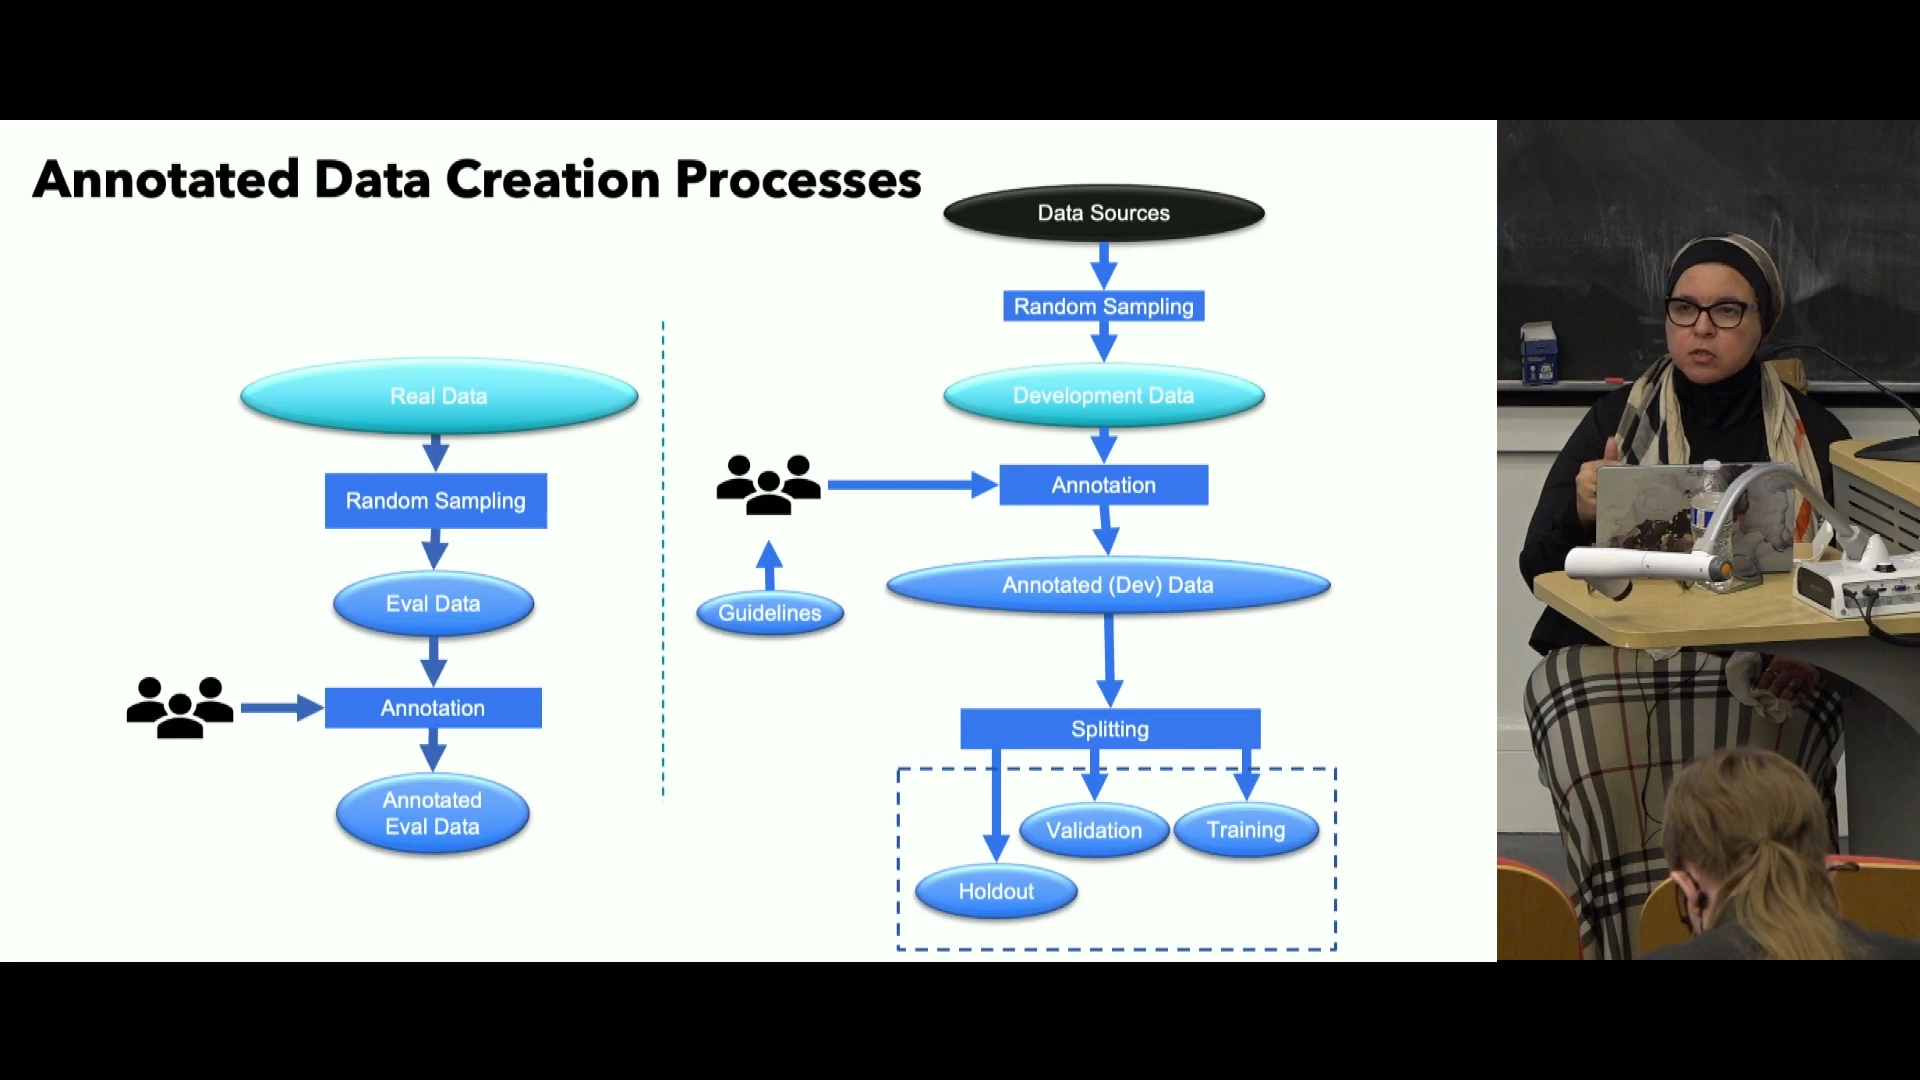 Annotated Data Creation Processes
Real Data
Random Sampling
Eval Data
Annotation
Annotated
Eval Data
Data Sources
Random Sampling
Development Data
Annotation
Guidelines
Annotated (Dev) Data
Splitting
Validation
Training
Holdout